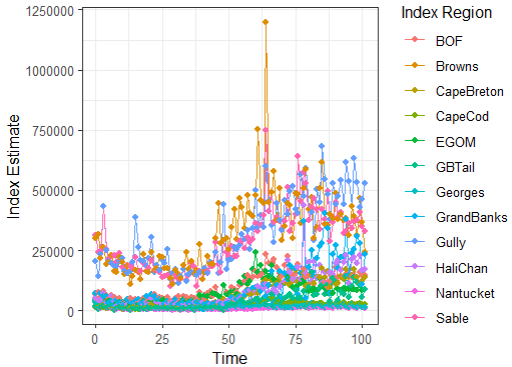 Index Region
BOF
Browns
CapeBreton
CapeCod
EGOM
GBTail
Georges
GrandBanks
Gully
HaliChan
Nantucket
Sable
1250000
1000000
750000
500000
250000
0
Index Estimate
0 25 50 75 100
Time